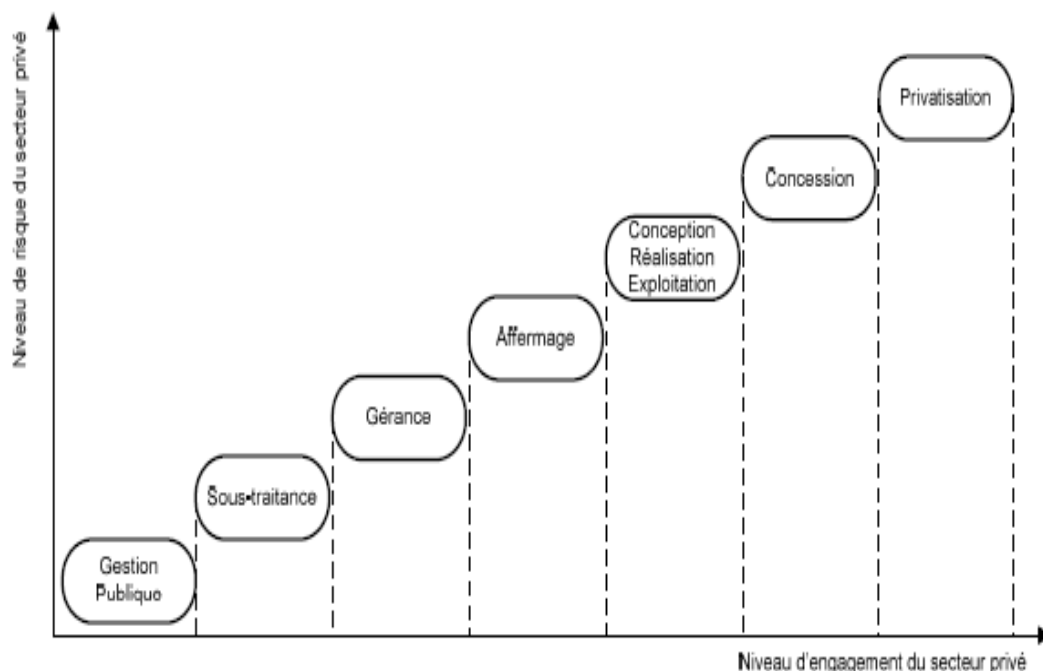 Niveau de risque du secteur privé
Privatisation
Concession
Conception
Réalisation
Exploitation
Affermage
Gérance
Sous-traitance
Gestion
Publique
Niveau d'engagement du secteur privé